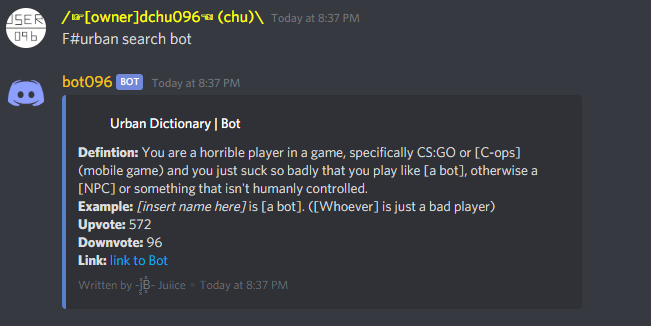 USER
096
/☞[owner]dchu096☜ (chu)\ Today at 8:37 PM
F#urban search bot
bot096 BOT Today at 8:37 PM
Urban Dictionary | Bot
Defintion: You are a horrible player in a game, specifically CS:GO or [C-ops]
(mobile game) and you just suck so badly that you play like [a bot], otherwise a
[NPC] or something that isn't humanly controlled.
Example: [insert name here] is [a bot]. ([Whoever] is just a bad player)
Upvote: 572
Downvote: 96
Link: link to Bot
Written by - Juiice • Today at 8:37 PM